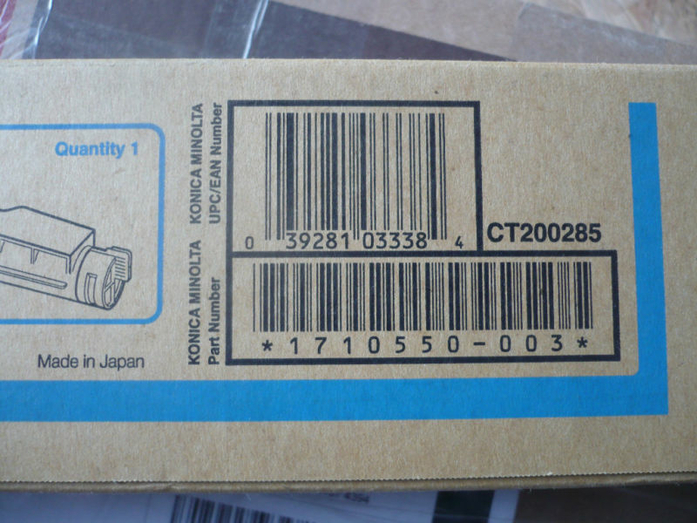 Quantity 1
Made in Japan
KONICA MINOLTA
UPC/EAN Number
0 39281 03338 4
CT200285
KONICA MINOLTA
Part Number
*1710550-003*